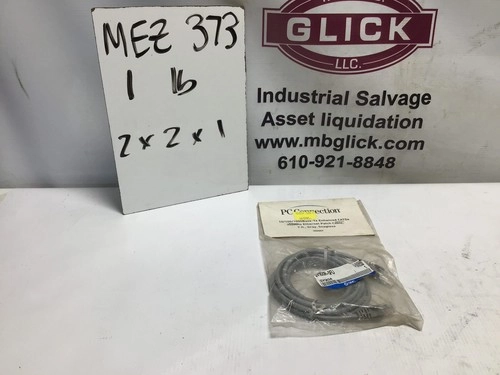 MEZ 373
1 lb
2 x 2 x 1
GLICK
LLC.
Industrial Salvage
Asset liquidation
www.mbglick.com
610-921-8848
PC Connection